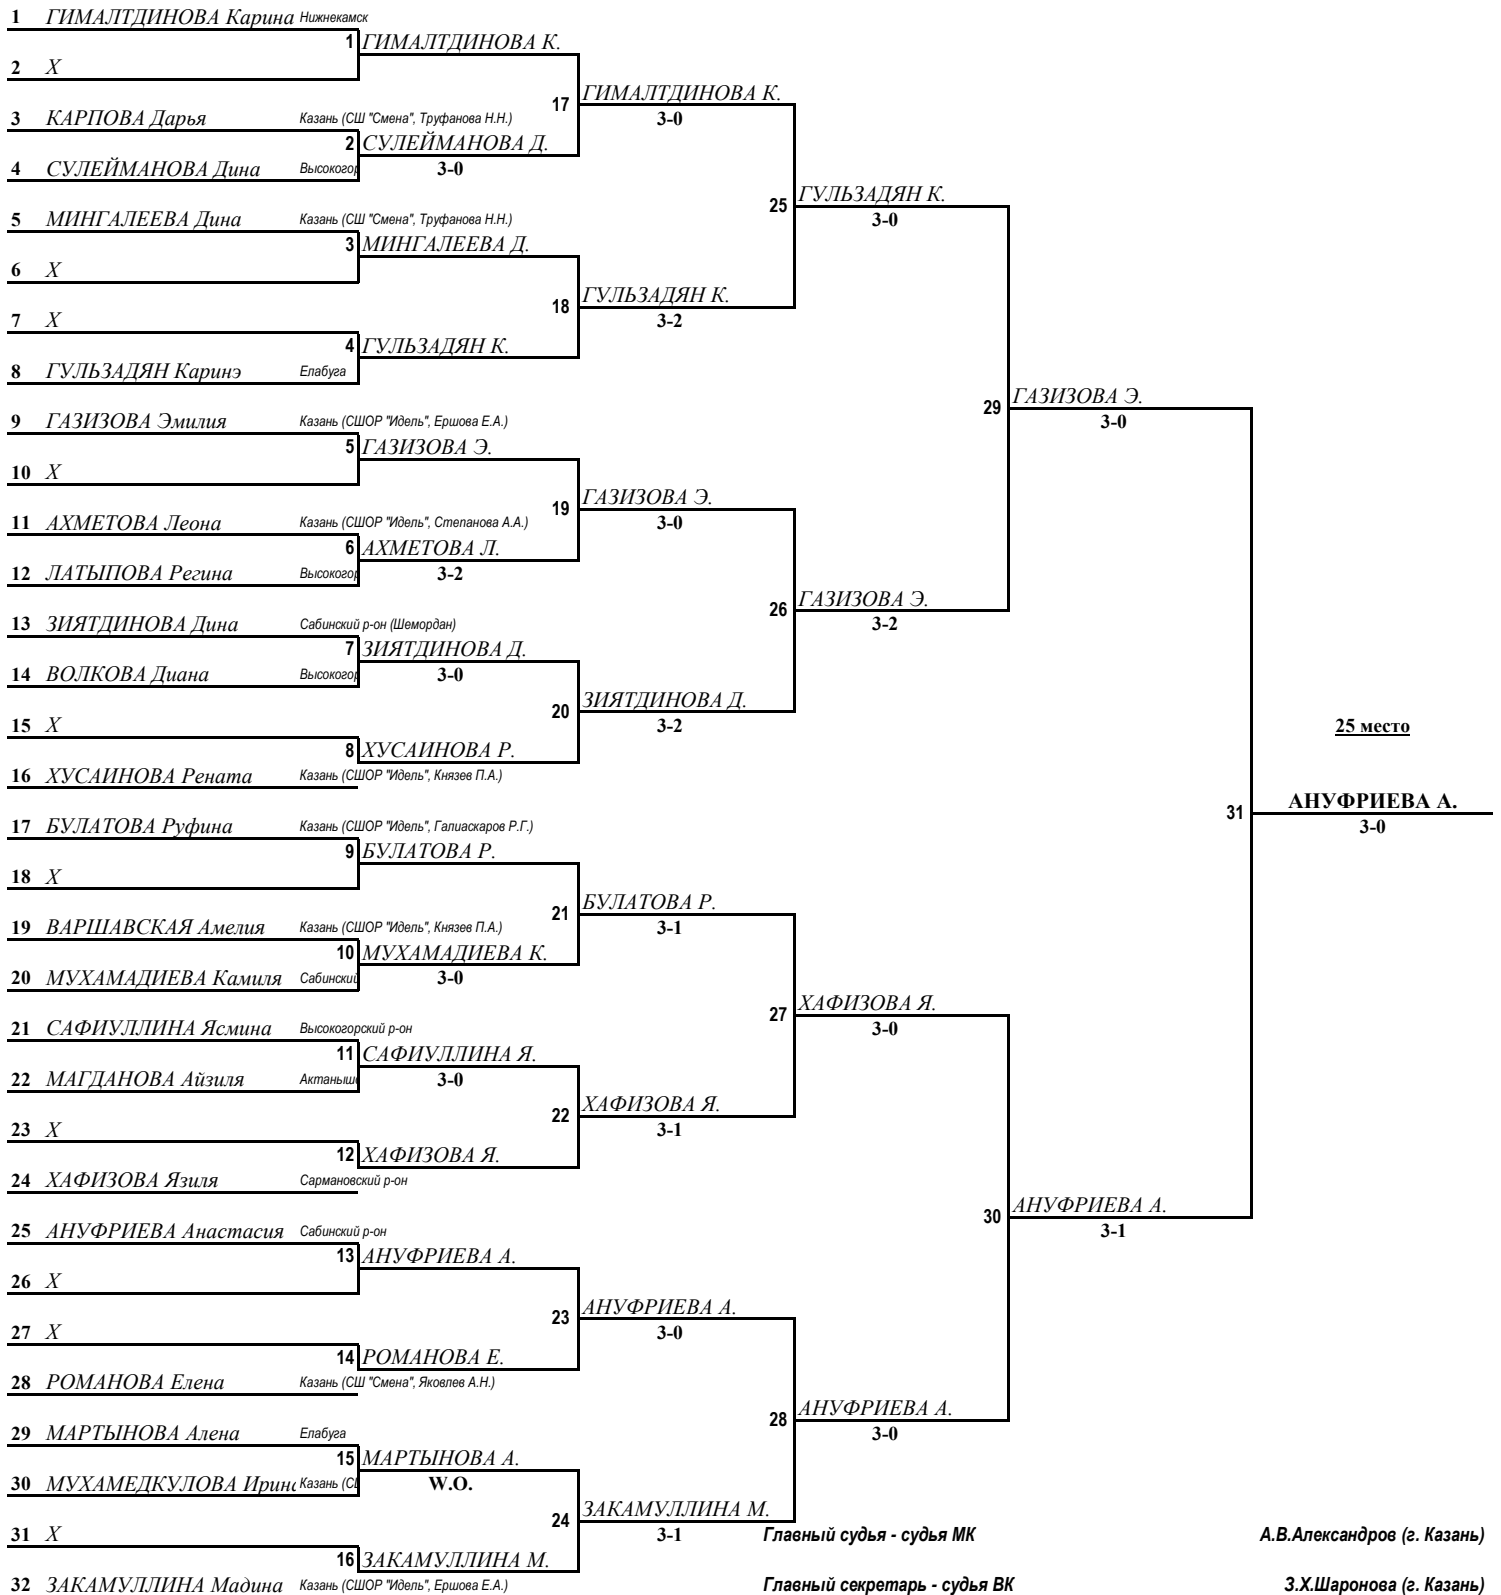 1 ГИМАЛТДИНОВА Карина Нижнекамск
1 ГИМАЛТДИНОВА К.
2 X
17 ГИМАЛТДИНОВА К.
3-0
3 КАРПОВА Дарья Казань (СШ "Смена", Труфанова Н.Н.)
2 СУЛЕЙМАНОВА Д.
3-0
4 СУЛЕЙМАНОВА Дина Высокогор
25 ГУЛЬЗАДЯН К.
3-0
5 МИНГАЛЕЕВА Дина Казань (СШ "Смена", Труфанова Н.Н.)
3 МИНГАЛЕЕВА Д.
6 X
18 ГУЛЬЗАДЯН К.
3-2
7 X
4 ГУЛЬЗАДЯН К.
8 ГУЛЬЗАДЯН Каринэ Елабуга
29 ГАЗИЗОВА Э.
3-0
9 ГАЗИЗОВА Эмилия Казань (СШОР "Идель", Ершова Е.А.)
5 ГАЗИЗОВА Э.
10 X
19 ГАЗИЗОВА Э.
3-0
11 АХМЕТОВА Леона Казань (СШОР "Идель", Степанова А.А.)
6 АХМЕТОВА Л.
3-2
12 ЛАТЫПОВА Регина Высокогор
26 ГАЗИЗОВА Э.
3-2
13 ЗИЯТДИНОВА Дина Сабинский р-он (Шемордан)
7 ЗИЯТДИНОВА Д.
3-0
14 ВОЛКОВА Диана Высокогор
20 ЗИЯТДИНОВА Д.
3-2
15 X
25 место
8 ХУСАИНОВА Р.
16 ХУСАИНОВА Рената Казань (СШОР "Идель", Князев П.А.)
31 АНУФРИЕВА А.
3-0
17 БУЛАТОВА Руфина Казань (СШОР "Идель", Галиаскаров Р.Г.)
9 БУЛАТОВА Р.
18 X
21 БУЛАТОВА Р.
3-1
19 ВАРШАВСКАЯ Амелия Казань (СШОР "Идель", Князев П.А.)
10 МУХАМАДИЕВА К.
3-0
20 МУХАМАДИЕВА Камиля Сабинский
27 ХАФИЗОВА Я.
3-0
21 САФИУЛЛИНА Ясмина Высокогорский р-он
11 САФИУЛЛИНА Я.
3-0
22 МАГДАНОВА Айзиля
22 ХАФИЗОВА Я.
3-1
23 X
12 ХАФИЗОВА Я.
24 ХАФИЗОВА Язиля Сармановский р-он
30 АНУФРИЕВА А.
3-1
25 АНУФРИЕВА Анастасия Сабинский р-он
13 АНУФРИЕВА А.
26 X
23 АНУФРИЕВА А.
3-0
27 X
14 РОМАНОВА Е.
28 РОМАНОВА Елена Казань (СШ "Смена", Яковлев А.Н.)
28 АНУФРИЕВА А.
3-0
29 МАРТЫНОВА Алена Елабуга
15 МАРТЫНОВА А.
W.O.
30 МУХАМЕДКУЛОВА Казань
24 ЗАКАМУЛЛИНА М.
3-1
31 X
Главный судья - судья МК А.В.Александров (г. Казань)
16 ЗАКАМУЛЛИНА М.
32 ЗАКАМУЛЛИНА Мадина Казань (СШОР "Идель", Ершова Е.А.)
Главный секретарь - судья ВК З.Х.Шаронова (г. Казань)